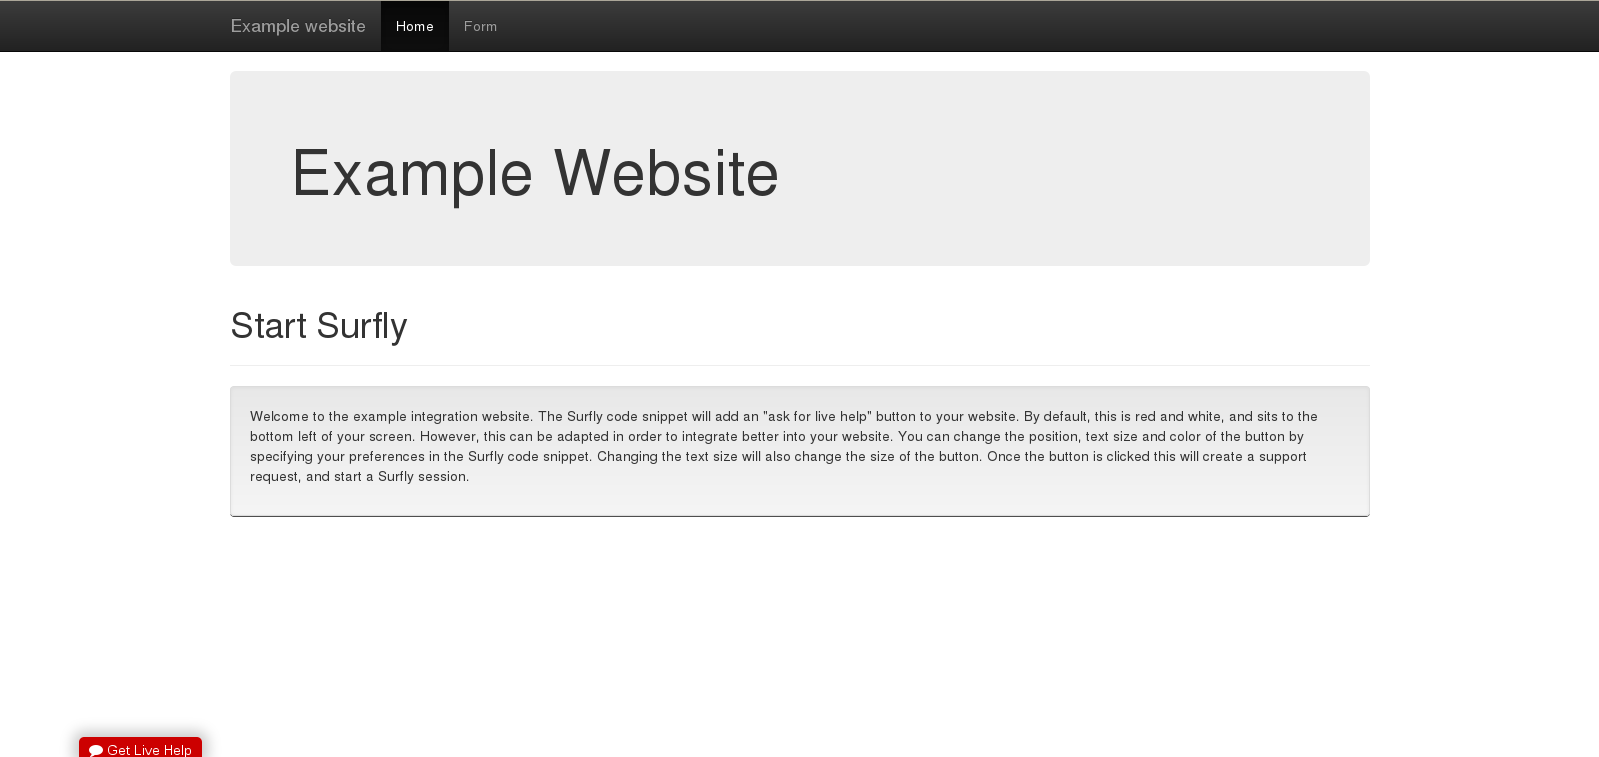 Example website Home Form
Example Website
Start Surfly
Welcome to the example integration website. The Surfly code snippet will add an "ask for live help" button to your website. By default, this is red and white, and sits to the
bottom left of your screen. However, this can be adapted in order to integrate better into your website. You can change the position, text size and color of the button by
specifying your preferences in the Surfly code snippet. Changing the text size will also change the size of the button. Once the button is clicked this will create a support
request, and start a Surfly session.
Get Live Help